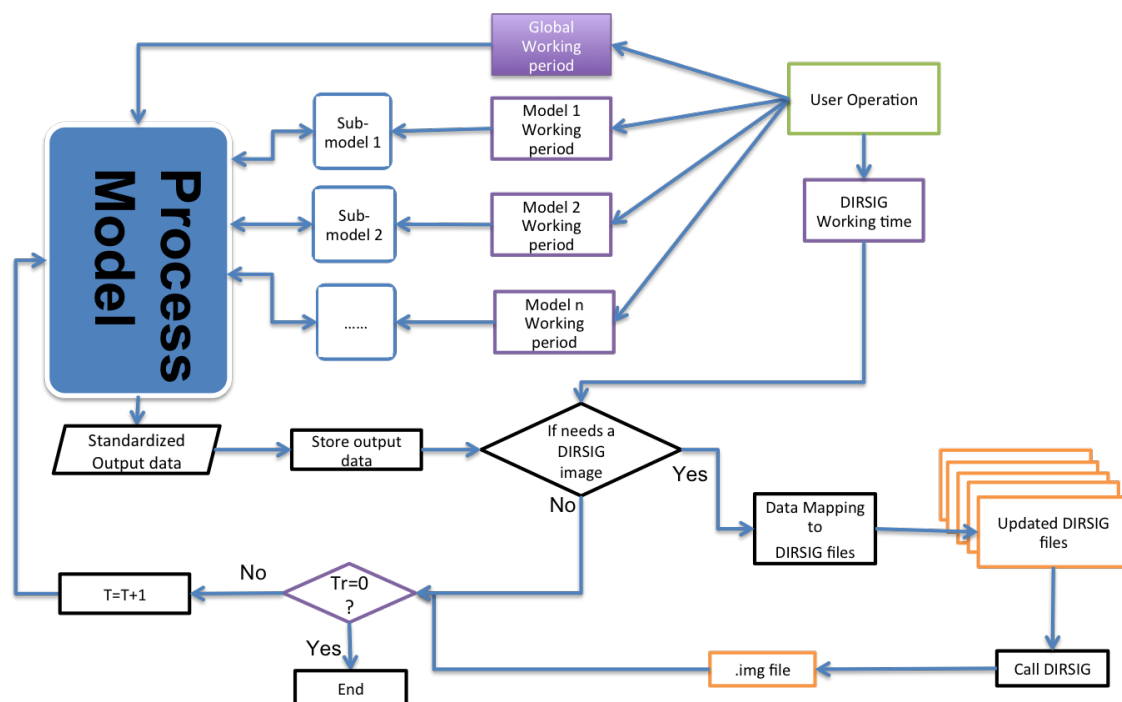 Global
Working
period
User Operation
Sub-
model 1
Model 1
Working
period
Process
Model
DIRSIG
Working time
Sub-
model 2
Model 2
Working
period
......
Model n
Working
period
Standardized
Output data
Store output
data
If needs a
DIRSIG
image
Yes
No
Data Mapping
to
DIRSIG files
Updated DIRSIG
files
T=T+1
No
Tr=0
?
Yes
End
.img file
Call DIRSIG